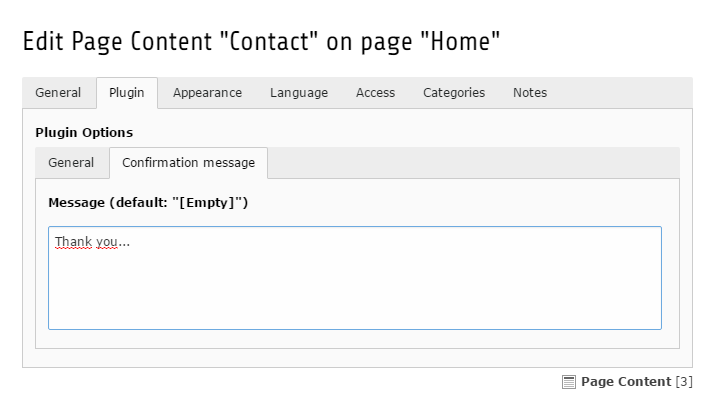 Edit Page Content "Contact" on page "Home"
General Plugin Appearance Language Access Categories Notes
Plugin Options
General Confirmation message
Message (default: "[Empty]")
Thank you...
Page Content [3]